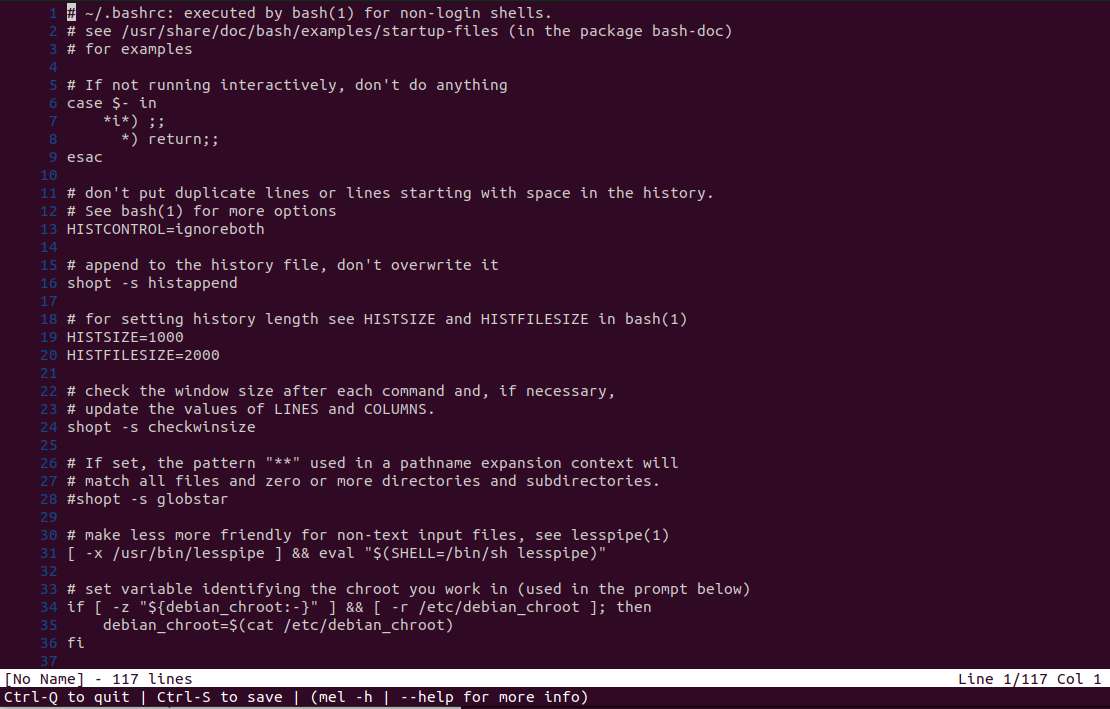 1 # ~/.bashrc: executed by bash(1) for non-login shells.
2 # see /usr/share/doc/bash/examples/startup-files (in the package bash-doc)
3 # for examples
4
5 # If not running interactively, don't do anything
6 case $- in
7     *i*) ;;
8       *) return;;
9 esac
10
11 # don't put duplicate lines or lines starting with space in the history.
12 # See bash(1) for more options
13 HISTCONTROL=ignoreboth
14
15 # append to the history file, don't overwrite it
16 shopt -s histappend
17
18 # for setting history length see HISTSIZE and HISTFILESIZE in bash(1)
19 HISTSIZE=1000
20 HISTFILESIZE=2000
21
22 # check the window size after each command and, if necessary,
23 # update the values of LINES and COLUMNS.
24 shopt -s checkwinsize
25
26 # If set, the pattern "**" used in a pathname expansion context will
27 # match all files and zero or more directories and subdirectories.
28 #shopt -s globstar
29
30 # make less more friendly for non-text input files, see lesspipe(1)
31 [ -x /usr/bin/lesspipe ] && eval "$(SHELL=/bin/sh lesspipe)"
32
33 # set variable identifying the chroot you work in (used in the prompt below)
34 if [ -z "${debian_chroot:-}" ] && [ -r /etc/debian_chroot ]; then
35     debian_chroot=$(cat /etc/debian_chroot)
36 fi
37
[No Name] - 117 lines Line 1/117 Col 1
Ctrl-Q to quit | Ctrl-S to save | (mel -h | --help for more info)